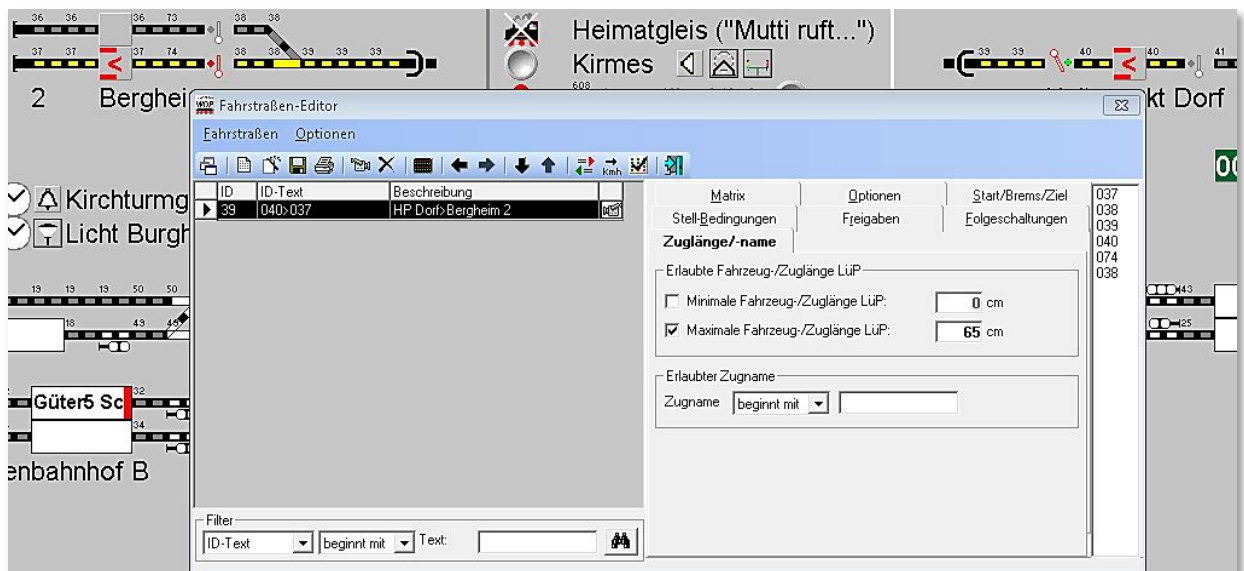 36 36 36 73 38 38
Heimatgleis ("Mutti ruft...")
37 37 37 74 38 38 39 39 39
Kirmes
39 39 40 40 41
608
2 Berghei
kt Dorf
Fahrstraßen-Editor
Fahrstraßen Optionen
Kmh
00
ID ID-Text Beschreibung
39 040>037 HP Dorf>Bergheim 2
Matrix Optionen Start/Brems/Ziel
Stell-Bedingungen Freigaben Folgeschaltungen
Zuglänge/-name
037
038
039
040
074
038
Kirchturmg
Licht Burgh
Erlaubte Fahrzeug-/Zuglänge LüP
Minimale Fahrzeug-/Zuglänge LüP: 0 cm
Maximale Fahrzeug-/Zuglänge LüP: 65 cm
19 19 19 50 50
43
18 49 49
25
Erlaubter Zugname
Zugname beginnt mit
Güter5 Sc 32
34
enbahnhof B
Filter
ID-Text beginnt mit Text: